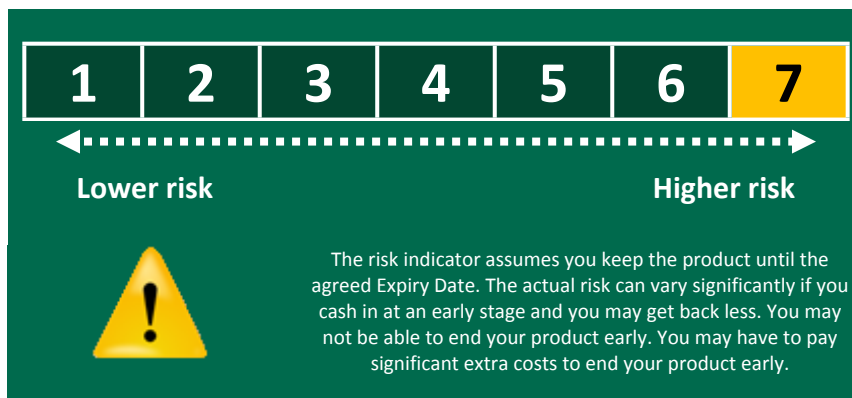 1 2 3 4 5 6 7
Lower risk Higher risk
The risk indicator assumes you keep the product until the
agreed Expiry Date. The actual risk can vary significantly if you
cash in at an early stage and you may get back less. You may
not be able to end your product early. You may have to pay
significant extra costs to end your product early.